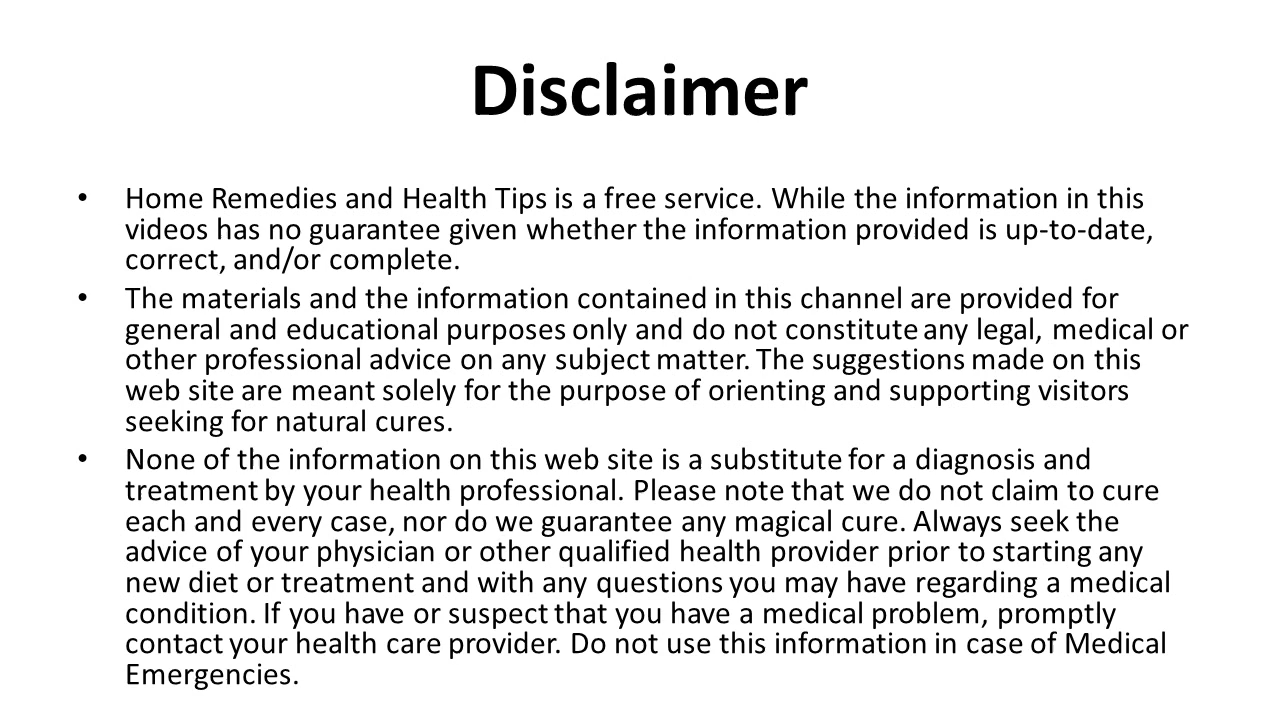 Disclaimer
• Home Remedies and Health Tips is a free service. While the information in this
videos has no guarantee given whether the information provided is up-to-date,
correct, and/or complete.
• The materials and the information contained in this channel are provided for
general and educational purposes only and do not constitute any legal, medical or
other professional advice on any subject matter. The suggestions made on this
web site are meant solely for the purpose of orienting and supporting visitors
seeking for natural cures.
• None of the information on this web site is a substitute for a diagnosis and
treatment by your health professional. Please note that we do not claim to cure
each and every case, nor do we guarantee any magical cure. Always seek the
advice of your physician or other qualified health provider prior to starting any
new diet or treatment and with any questions you may have regarding a medical
condition. If you have or suspect that you have a medical problem, promptly
contact your health care provider. Do not use this information in case of Medical
Emergencies.